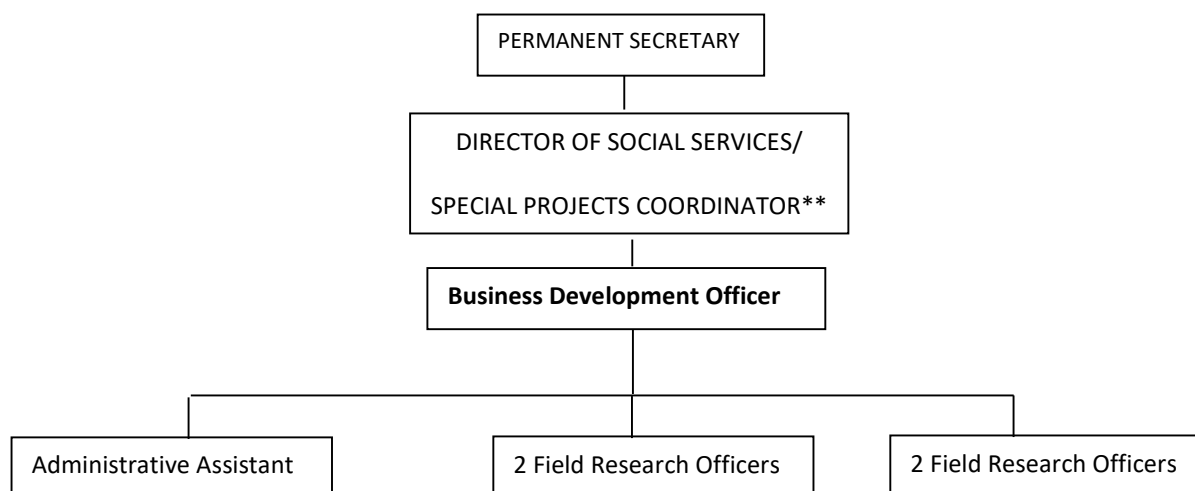 PERMANENT SECRETARY
DIRECTOR OF SOCIAL SERVICES/
SPECIAL PROJECTS COORDINATOR**
Business Development Officer
Administrative Assistant
2 Field Research Officers
2 Field Research Officers